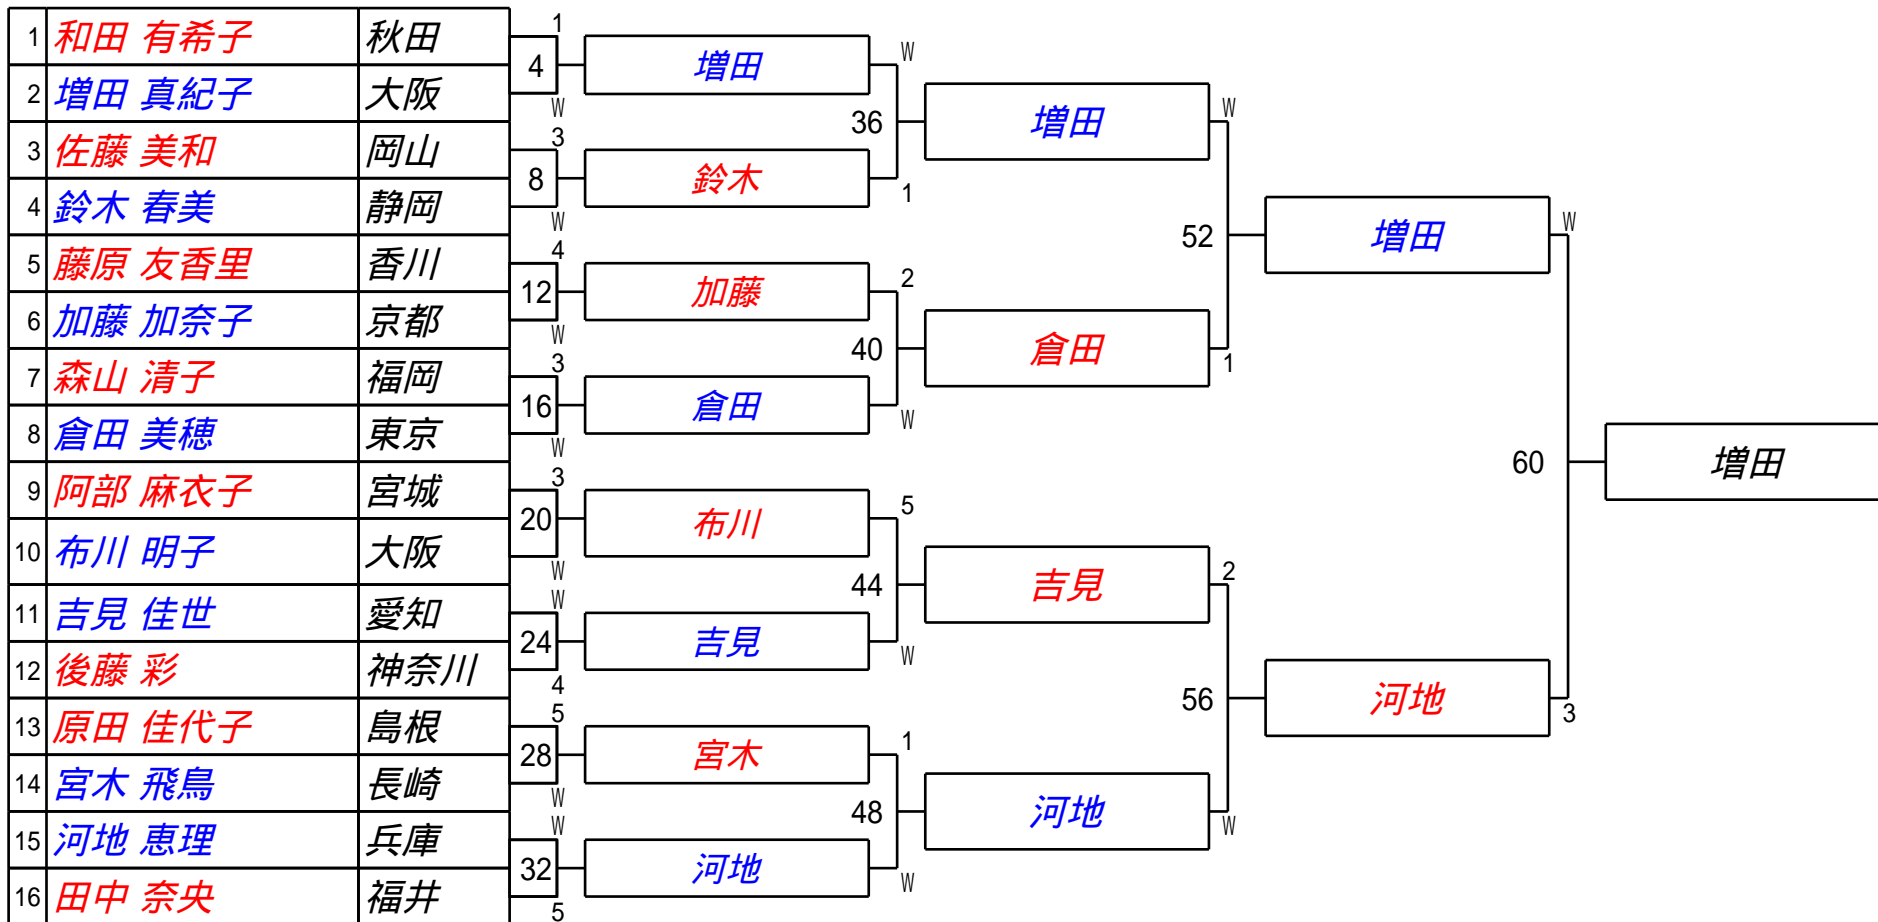 1 和田 有希子 秋田
2 増田 真紀子 大阪
3 佐藤 美和 岡山
4 鈴木 春美 静岡
5 藤原 友香里 香川
6 加藤 加奈子 京都
7 森山 清子 福岡
8 倉田 美穂 東京
9 阿部 麻衣子 宮城
10 布川 明子 大阪
11 吉見 佳世 愛知
12 後藤 彩 神奈川
13 原田 佳代子 島根
14 宮木 飛鳥 長崎
15 河地 恵理 兵庫
16 田中 奈央 福井
1
4
W
3
8
W
4
12
W
3
16
W
3
20
W
W
24
4
5
28
W
W
32
5
増田
鈴木
加藤
倉田
布川
吉見
宮木
河地
W
36
1
2
40
W
5
44
W
1
48
W
増田
倉田
吉見
河地
W
52
1
2
56
W
増田
河地
W
60
3
増田